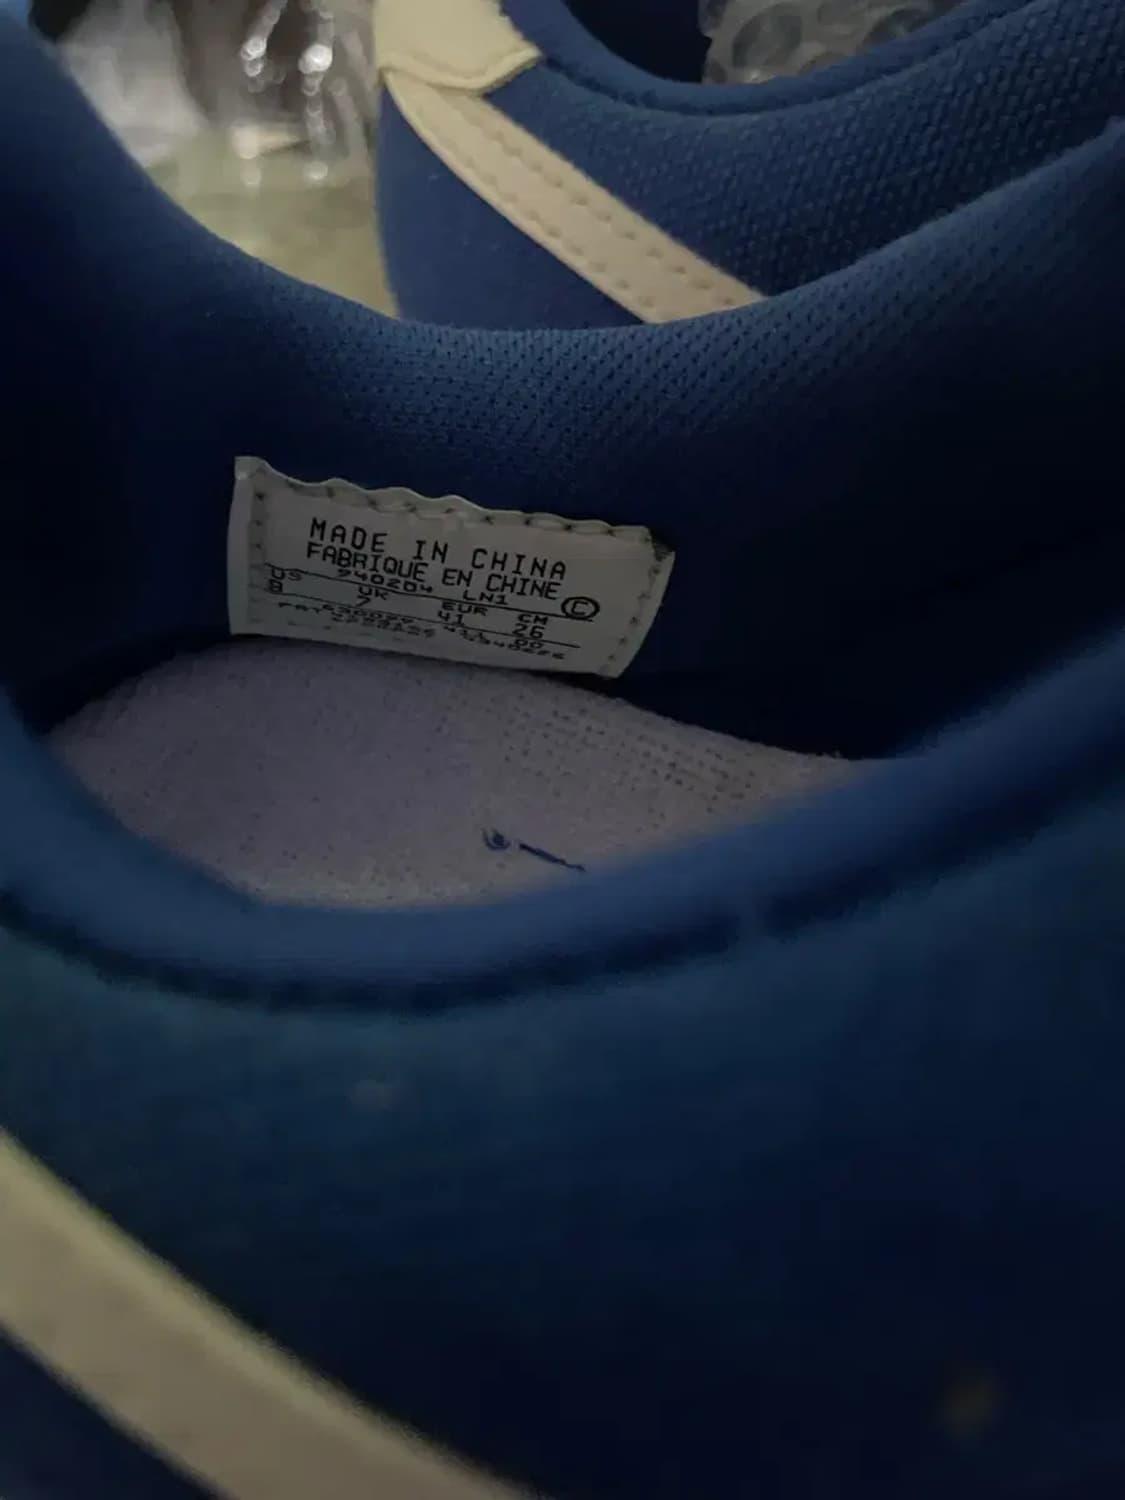 MADE IN CHINA
FABRIQUE EN CHINE
940204 LN1 ©
US UK EUR CM
8 7 41 26